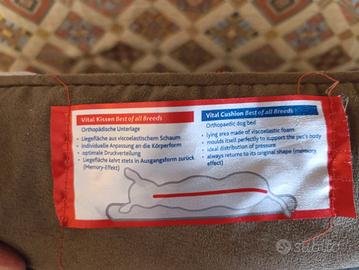 Vital Kissen Best of all Breeds
Orthopädische Unterlage
• Liegefläche aus viscoelastischem Schaum
• Individuelle Anpassung an die Körperform
• optimale Druckverteilung
• Liegefläche kehrt stets in Ausgangsform zurück
(Memory-Effekt)
Vital Cushion Best of all Breeds
Orthopaedic dog bed
• lying area made of viscoelastic foam
• moulds itself perfectly to support the pet's body
• ideal distribution of pressure
• always returns to its original shape (memory
effect)